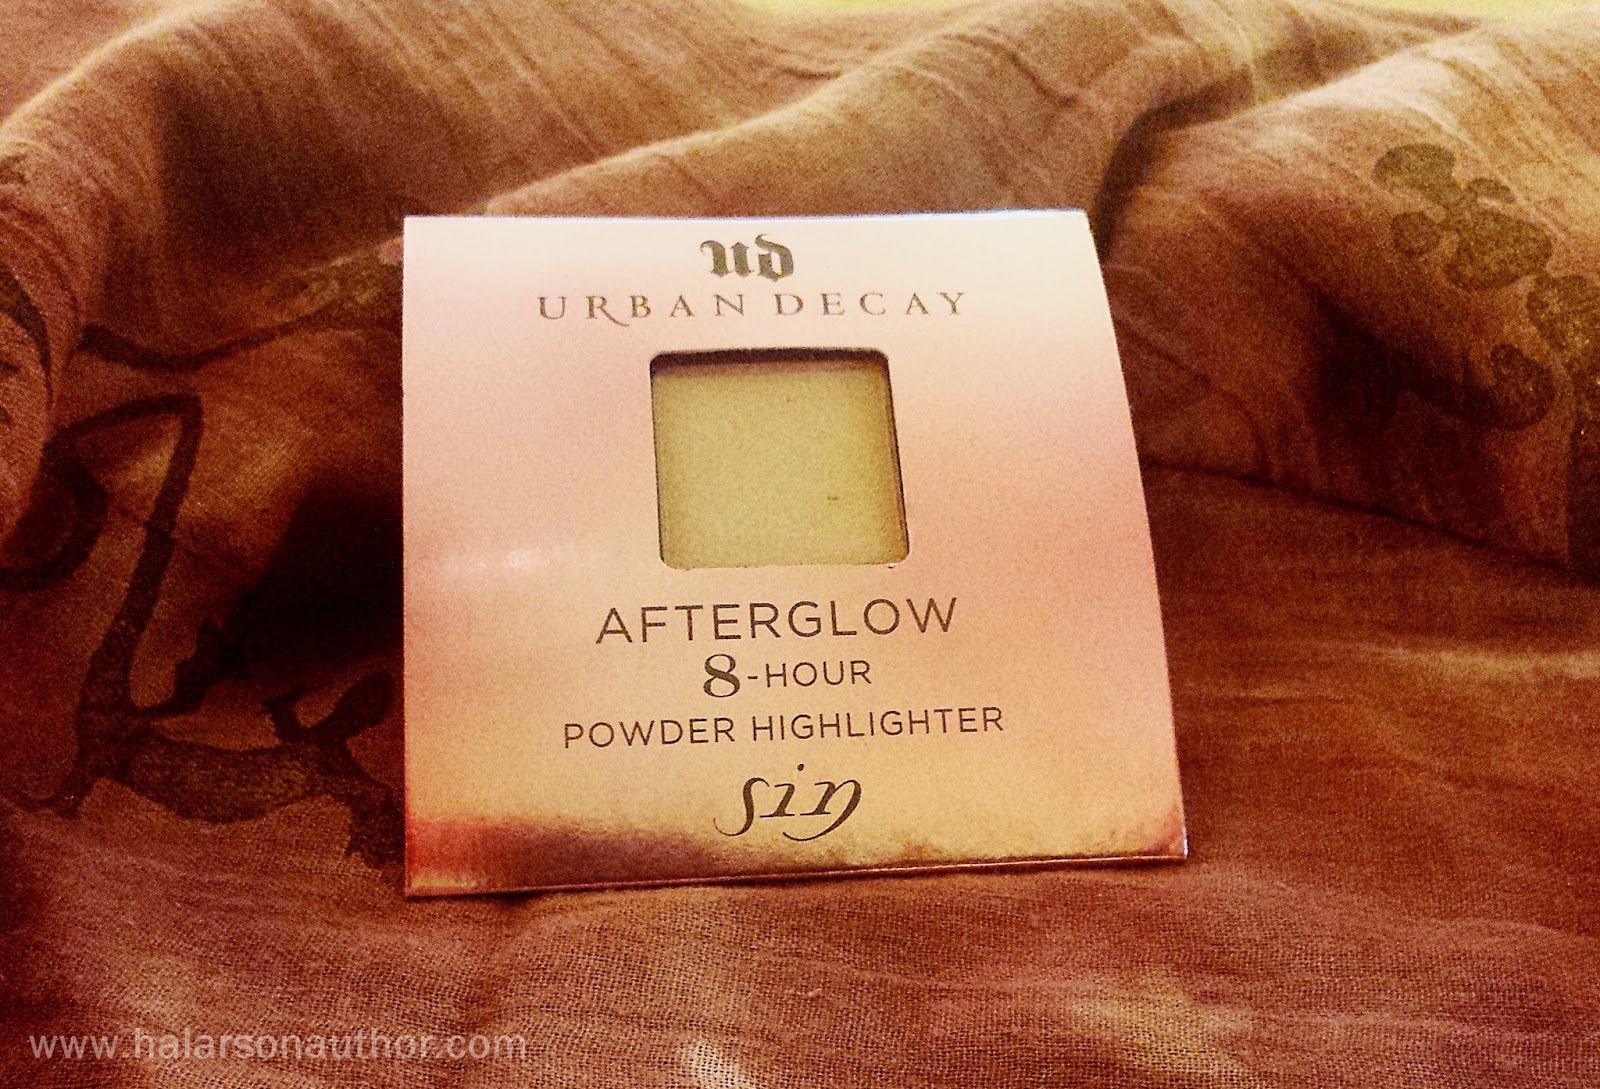 UD
URBAN DECAY
AFTERGLOW
8-HOUR
POWDER HIGHLIGHTER
sin
www.halarsonauthor.com